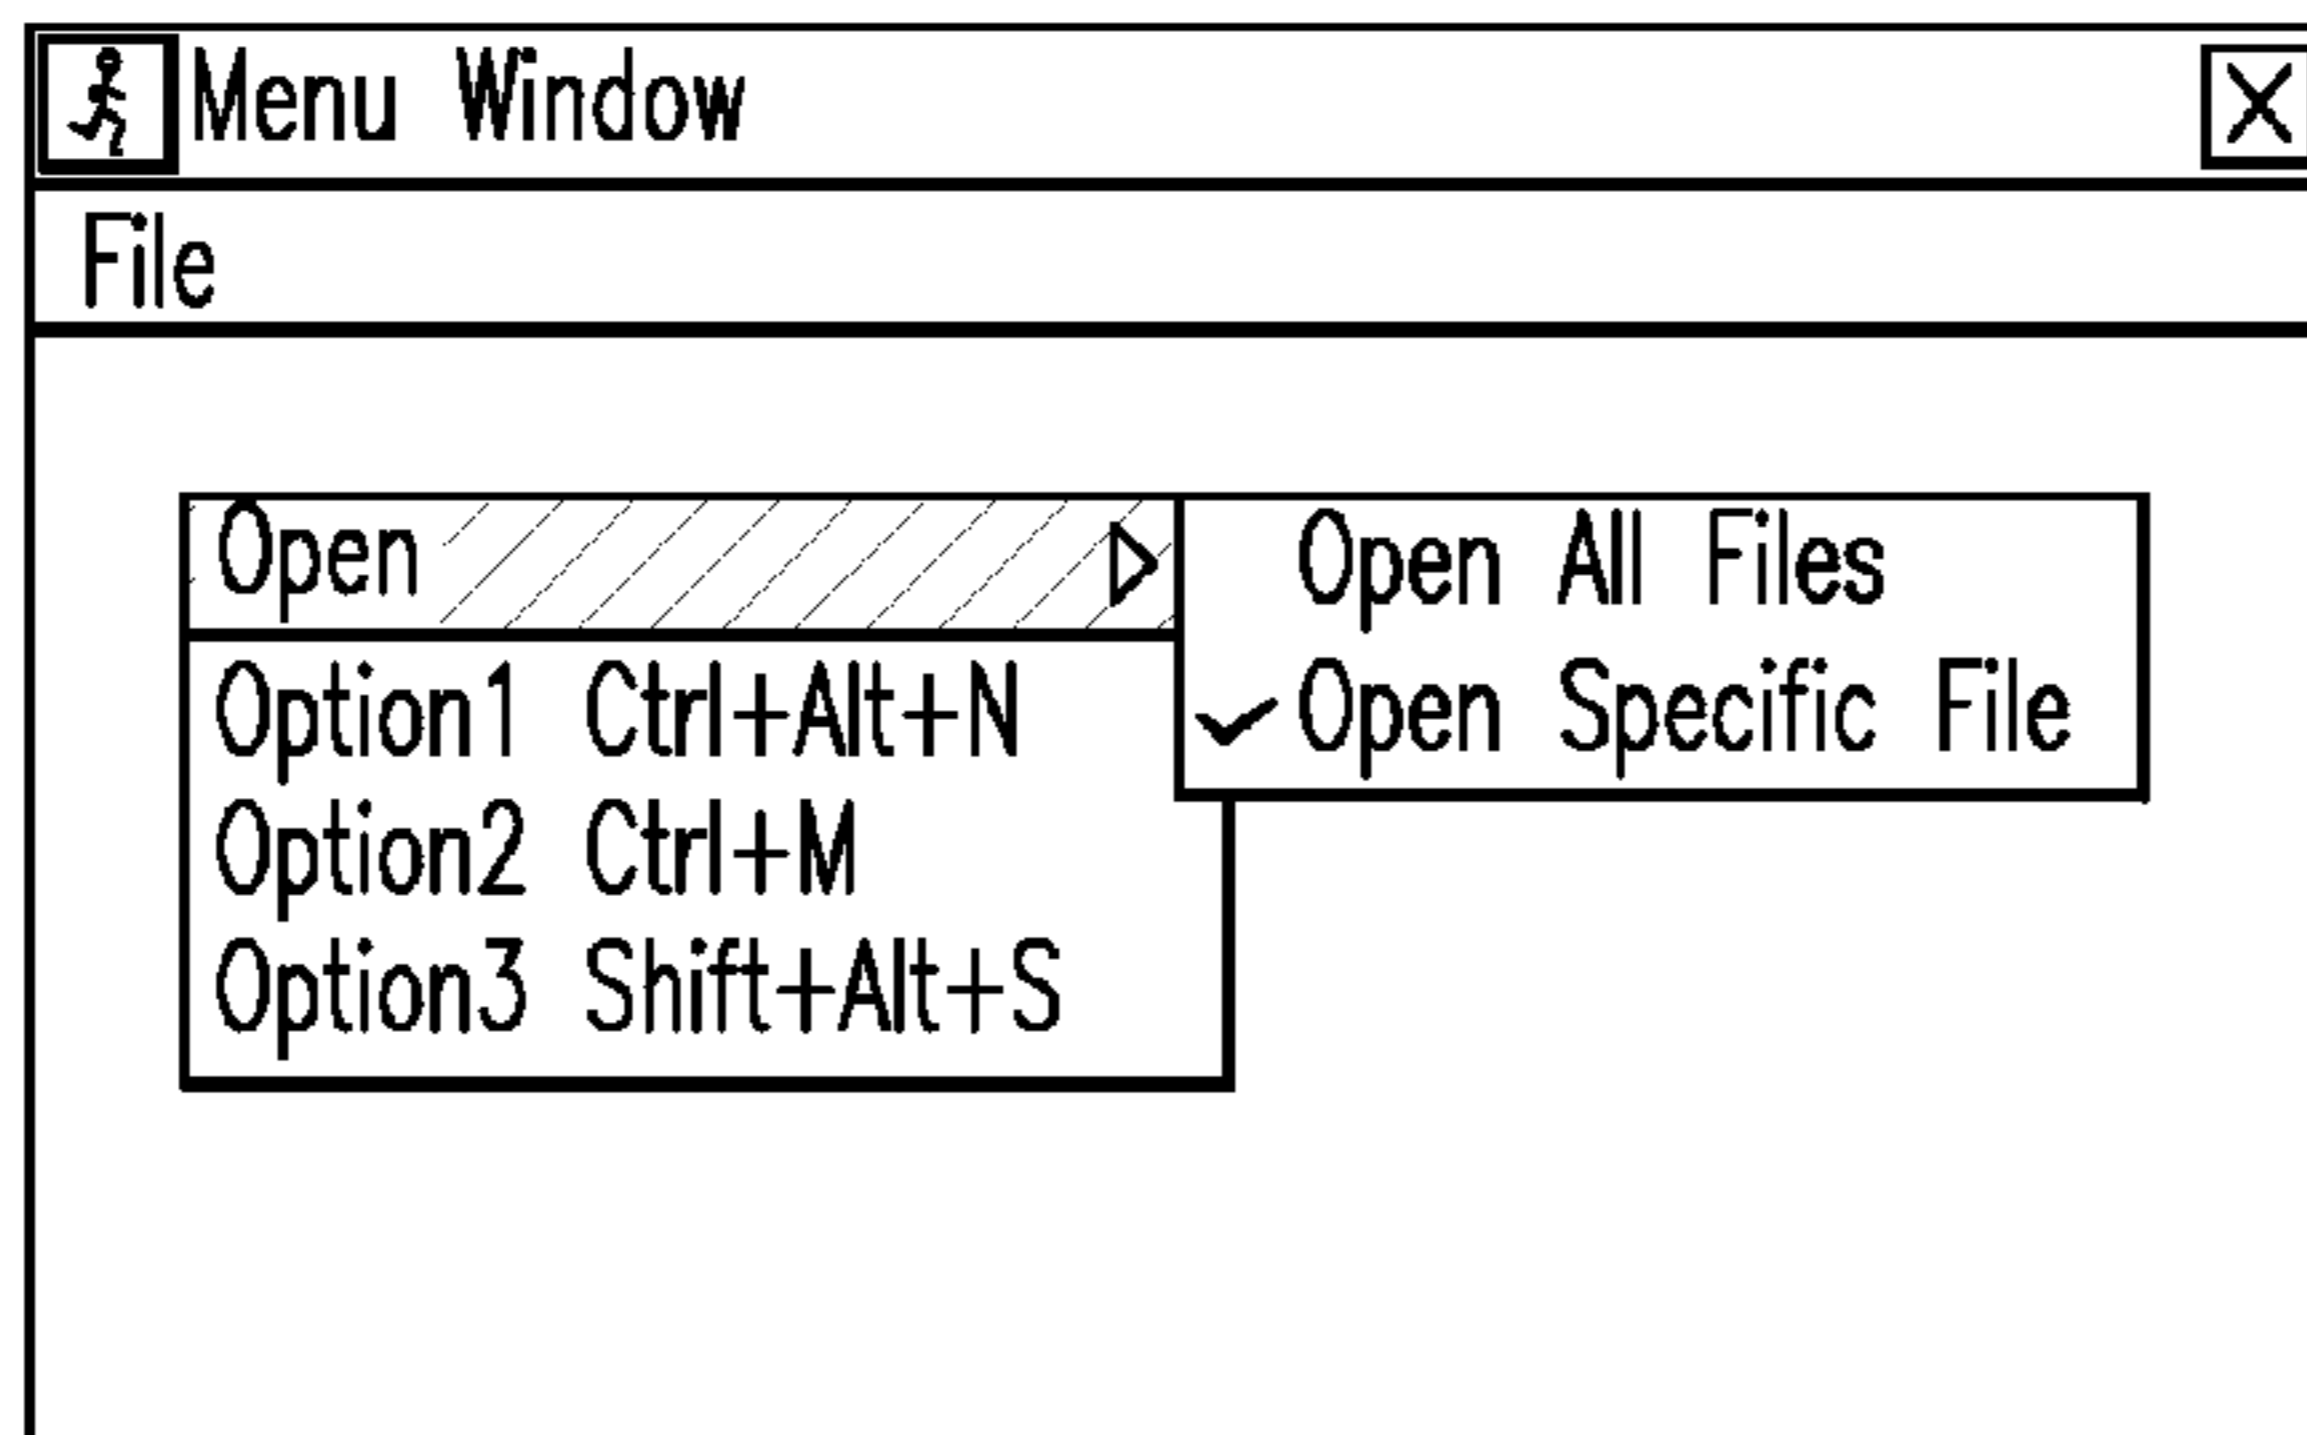 Menu Window
File
Open
Open All Files
Open Specific File
Option1 Ctrl+Alt+N
Option2 Ctrl+M
Option3 Shift+Alt+S